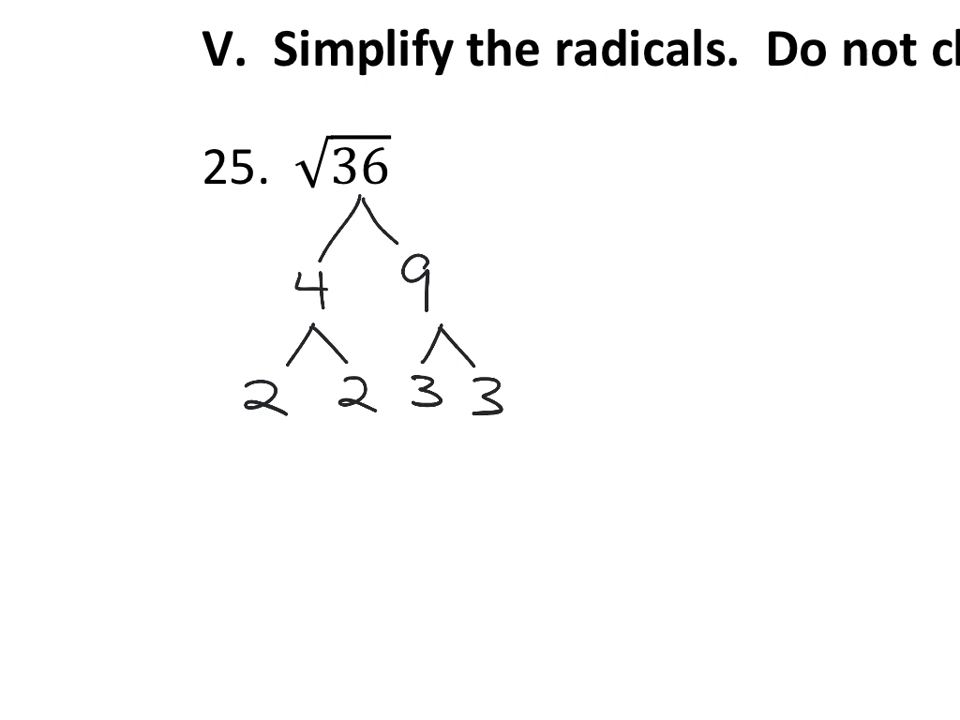 V. Simplify the radicals. Do not
25. √36
4 9
2 2 3 3